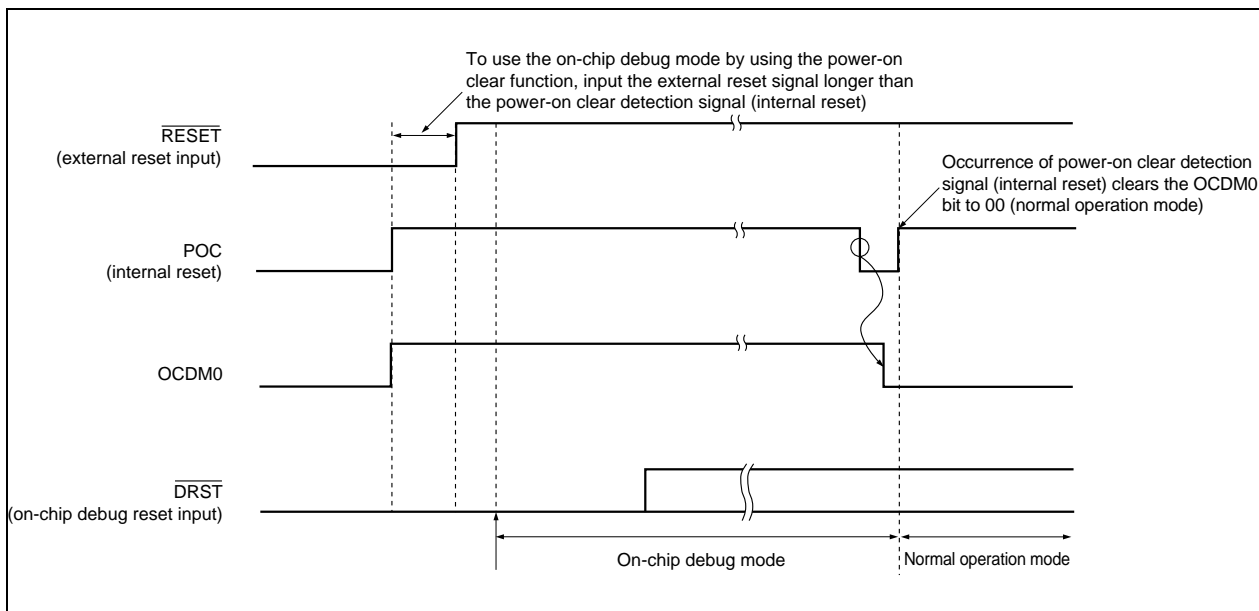 To use the on-chip debug mode by using the power-on
clear function, input the external reset signal longer than
the power-on clear detection signal (internal reset)
RESET
(external reset input)
Occurrence of power-on clear detection
signal (internal reset) clears the OCDM0
bit to 00 (normal operation mode)
POC
(internal reset)
OCDM0
DRST
(on-chip debug reset input)
On-chip debug mode
Normal operation mode